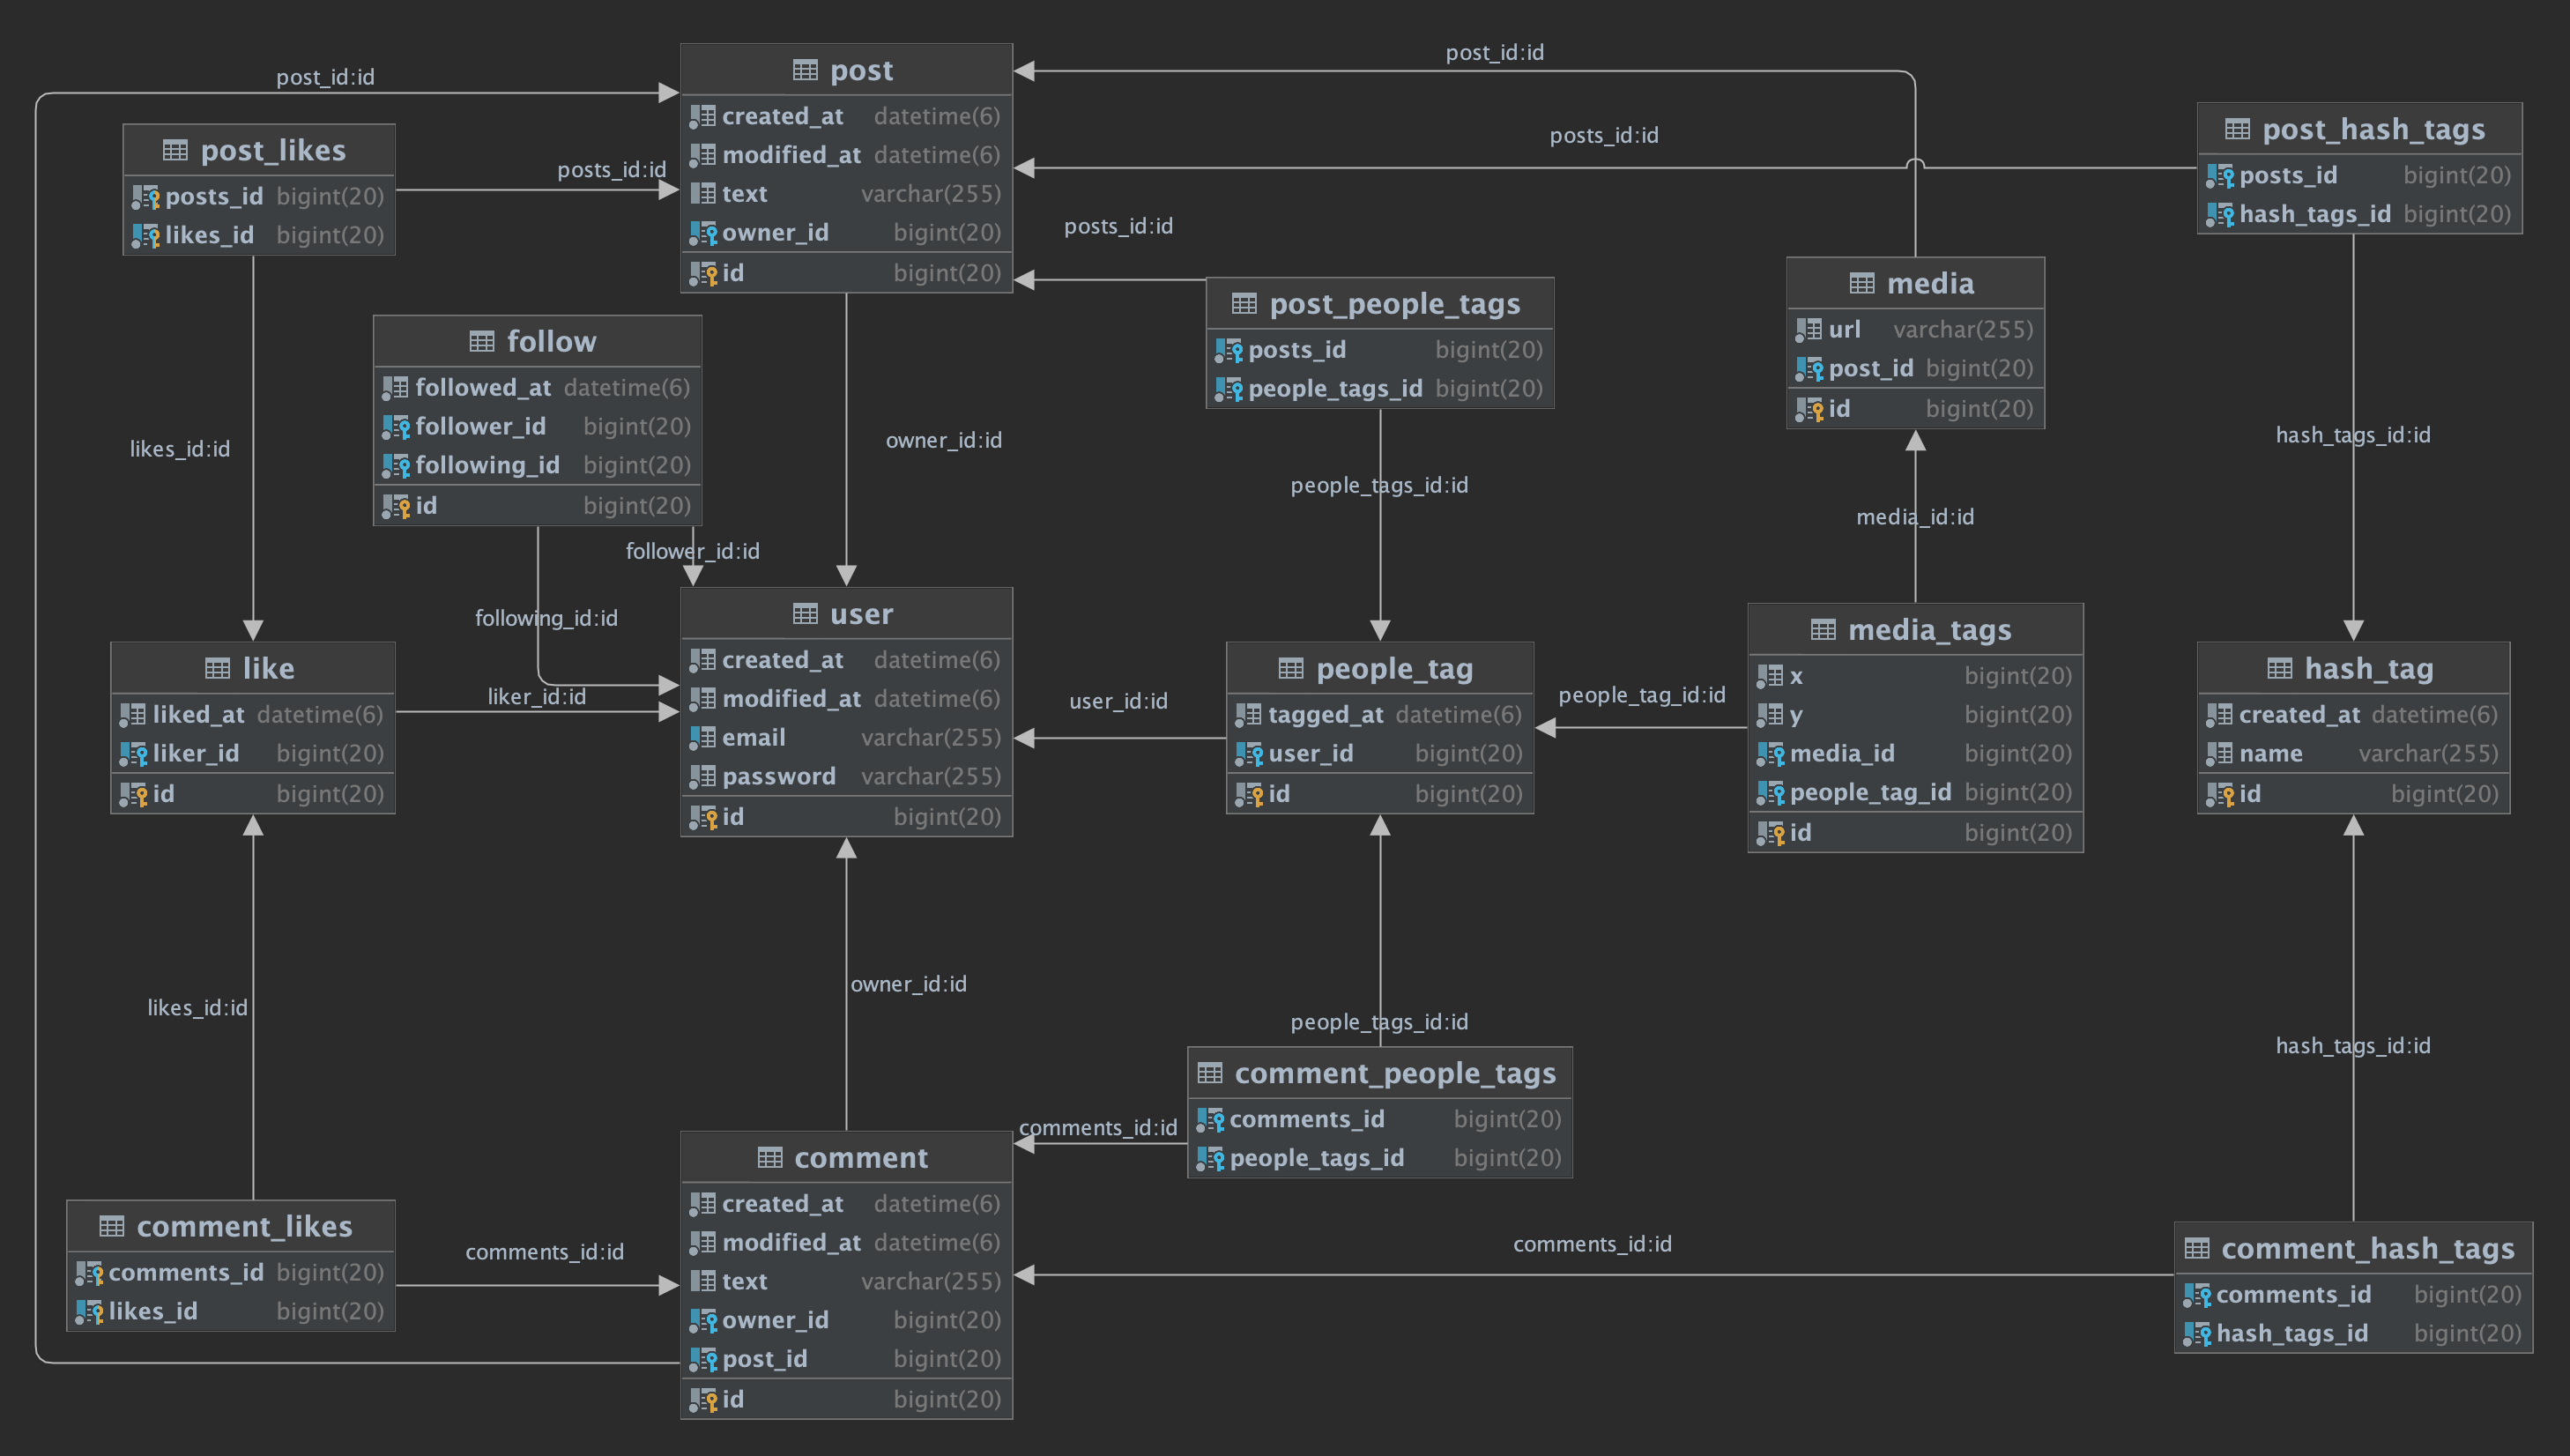 post_id:id
post
created_at datetime(6)
modified_at datetime(6)
text varchar(255)
owner_id bigint(20)
id bigint(20)
post_id:id
post_likes
posts_id bigint(20)
likes_id bigint(20)
posts_id:id
posts_id:id
post_hash_tags
posts_id bigint(20)
hash_tags_id bigint(20)
posts_id:id
post_people_tags
posts_id bigint(20)
people_tags_id bigint(20)
media
url varchar(255)
post_id bigint(20)
id bigint(20)
follow
followed_at datetime(6)
follower_id bigint(20)
following_id bigint(20)
id bigint(20)
likes_id:id
owner_id:id
people_tags_id:id
media_id:id
hash_tags_id:id
follower_id:id
following_id:id
like
liked_at datetime(6)
liker_id bigint(20)
id bigint(20)
liker_id:id
user
created_at datetime(6)
modified_at datetime(6)
email varchar(255)
password varchar(255)
id bigint(20)
user_id:id
people_tag
tagged_at datetime(6)
user_id bigint(20)
id bigint(20)
people_tag_id:id
media_tags
x bigint(20)
y bigint(20)
media_id bigint(20)
people_tag_id bigint(20)
id bigint(20)
hash_tag
created_at datetime(6)
name varchar(255)
id bigint(20)
likes_id:id
owner_id:id
people_tags_id:id
hash_tags_id:id
comment_people_tags
comments_id bigint(20)
people_tags_id bigint(20)
comments_id:id
comment_likes
comments_id bigint(20)
likes_id bigint(20)
comments_id:id
comment
created_at datetime(6)
modified_at datetime(6)
text varchar(255)
owner_id bigint(20)
post_id bigint(20)
id bigint(20)
comments_id:id
comment_hash_tags
comments_id bigint(20)
hash_tags_id bigint(20)